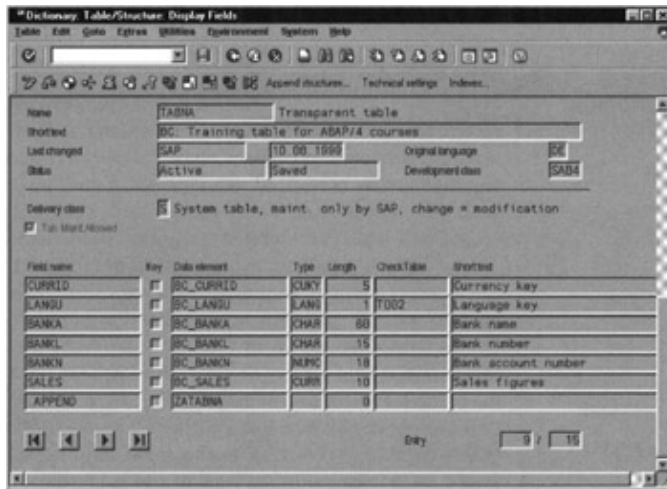 Dictionary: Table/Structure: Display Fields
Table Edit Goto Extras Utilities Environment System Help
Append structures... Technical settings Indexes...
Name TABNA Transparent table
Short text BC: Training table for ABAP/4 courses
Last changed SAP 10.06.1999 Original language DE
Status Active Saved Development class SAB4
Delivery class S System table, maint. only by SAP, change = modification
Tab. Maint. Allowed
Field name Key Data element Type Length CheckTable Short text
CURRID BC_CURRID CUKY 5 Currency key
LANGU BC_LANGU LANG 1 T002 Language key
BANKA BC_BANKA CHAR 60 Bank name
BANKL BC_BANKL CHAR 15 Bank number
BANKN BC_BANKN NUMC 18 Bank account number
SALES BC_SALES CURR 10 Sales figures
.APPEND ZATABNA 0
Entry 9 / 15